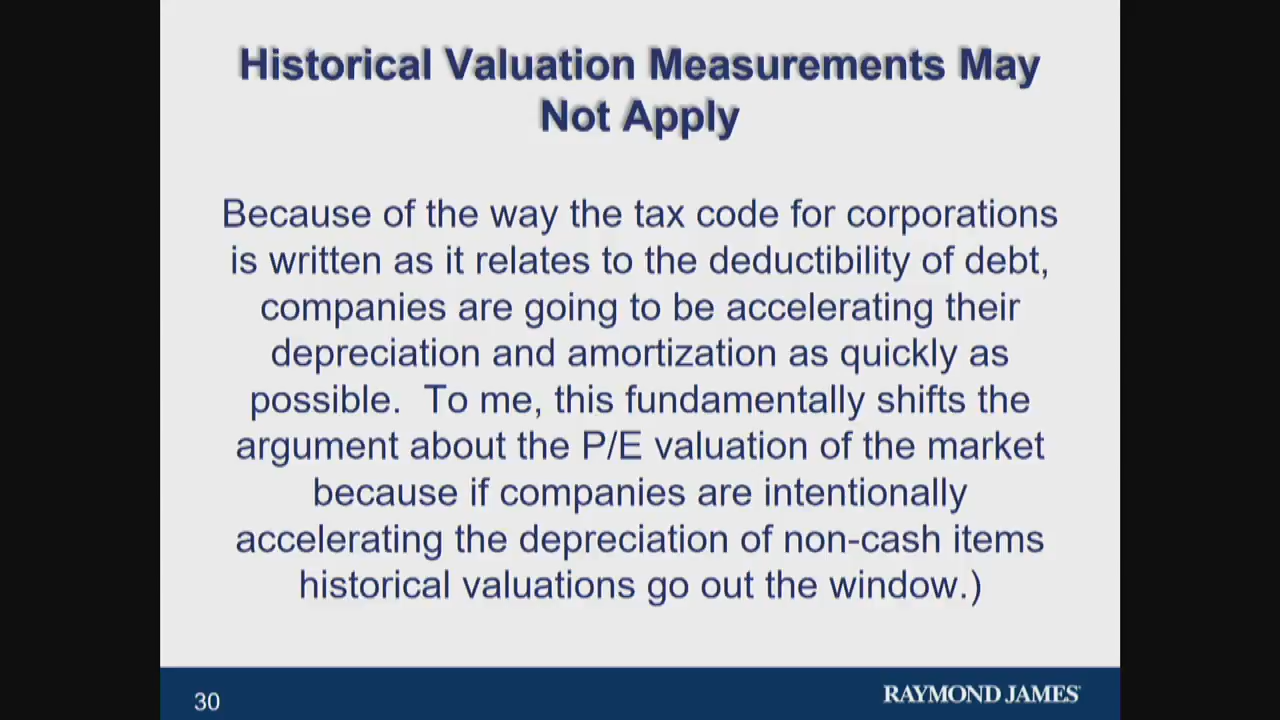 Historical Valuation Measurements May
Not Apply
Because of the way the tax code for corporations
is written as it relates to the deductibility of debt,
companies are going to be accelerating their
depreciation and amortization as quickly as
possible.  To me, this fundamentally shifts the
argument about the P/E valuation of the market
because if companies are intentionally
accelerating the depreciation of non-cash items
historical valuations go out the window.)
30
RAYMOND JAMES